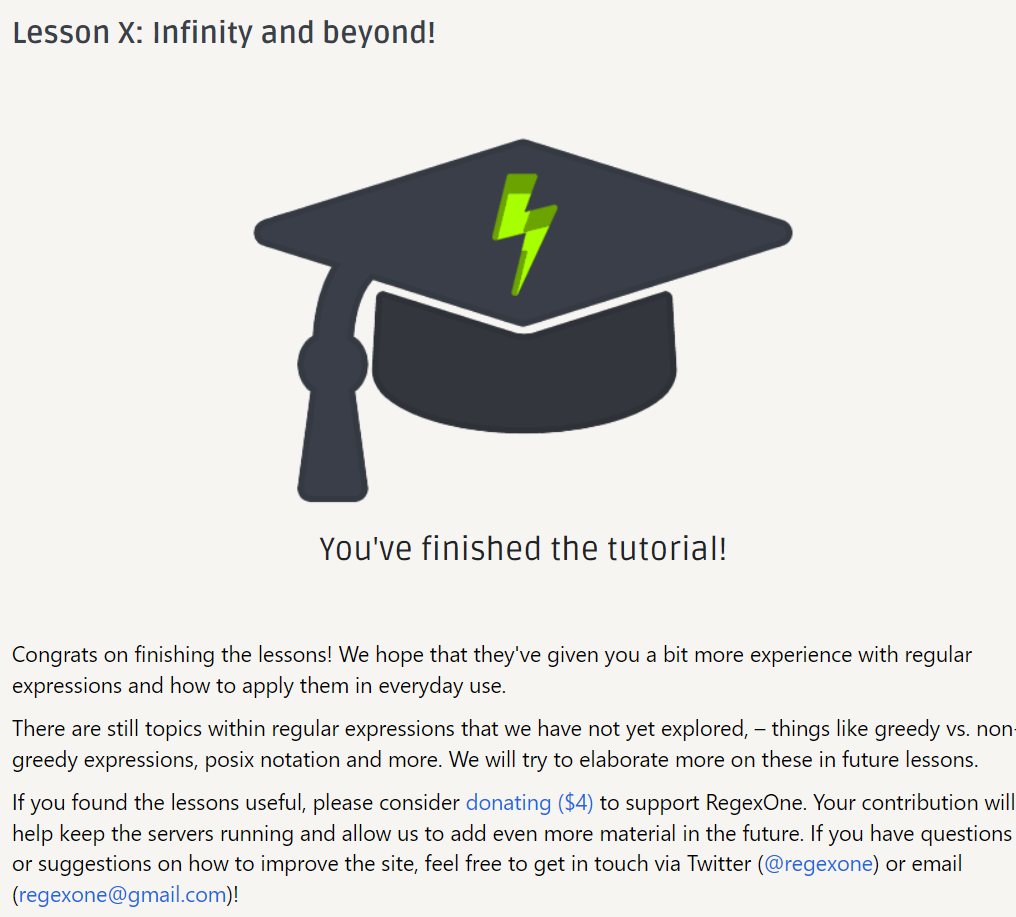 Lesson X: Infinity and beyond!
You've finished the tutorial!
Congrats on finishing the lessons! We hope that they've given you a bit more experience with regular
expressions and how to apply them in everyday use.
There are still topics within regular expressions that we have not yet explored, – things like greedy vs. non-
greedy expressions, posix notation and more. We will try to elaborate more on these in future lessons.
If you found the lessons useful, please consider donating ($4) to support RegexOne. Your contribution will
help keep the servers running and allow us to add even more material in the future. If you have questions
or suggestions on how to improve the site, feel free to get in touch via Twitter (@regexone) or email
(regexone@gmail.com)!